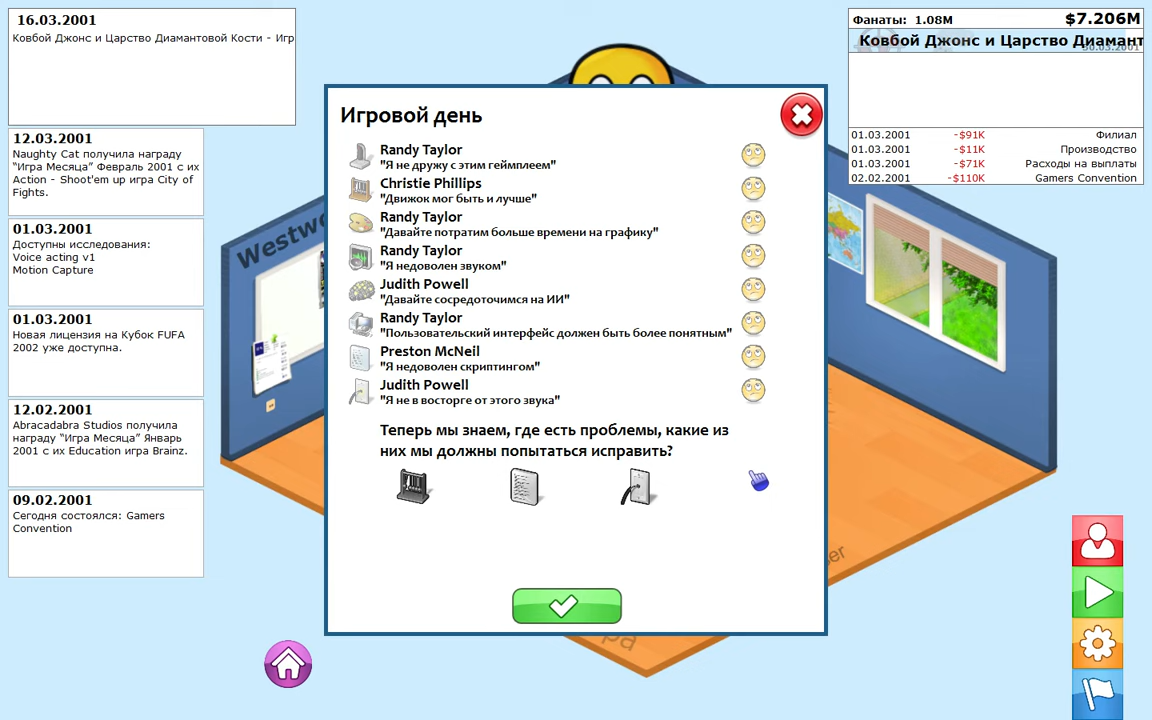 16.03.2001
Ковбой Джонс и Царство Диамантовой Кости - Игр
12.03.2001
Naughty Cat получила
награду
"Игра Месяца" Февраль 2001 с их
Action - Shoot'em up игра City of
Fights.
01.03.2001
Доступны исследования:
Voice acting v1
Motion Capture
01.03.2001
Новая лицензия на Кубок FUFA
2002 уже доступна.
12.02.2001
Abracadabra Studios получила
награду "Игра Месяца" Январь
2001 с их Education игра Brainz.
09.02.2001
Сегодня состоялся: Gamers
Convention
Westwo
Игровой день
Randy Taylor
"Я не дружу с этим геймплеем"
Christie Phillips
"Движок мог быть и лучше"
Randy Taylor
"Давайте потратим больше времени на графику"
Randy Taylor
"Я недоволен звуком"
Judith Powell
"Давайте сосредоточимся на ИИ"
Randy Taylor
"Пользовательский интерфейс должен быть более понятным"
Preston McNeil
"Я недоволен скриптингом"
Judith Powell
"Я не в восторге от этого звука"
Теперь мы знаем, где есть проблемы, какие из
них мы должны попытаться исправить?
Фанаты: 1.08M $7.206M
Ковбой Джонс и Царство Диамант
30.03.2001
01.03.2001 -$91K Филиал
01.03.2001 -$11K Производство
01.03.2001 -$71K Расходы на выплаты
02.02.2001 -$110K Gamers Convention
er
ра